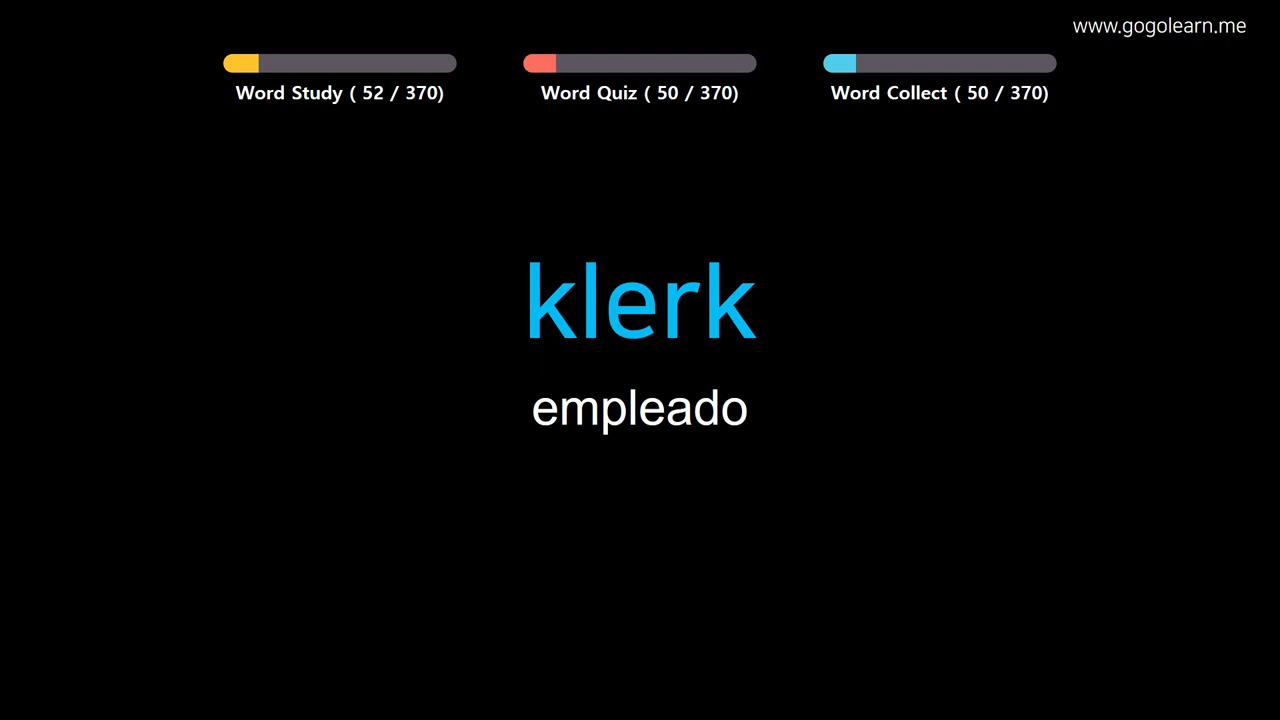 www.gogolearn.me
Word Study ( 52 / 370)
Word Quiz ( 50 / 370)
Word Collect ( 50 / 370)
klerk
empleado